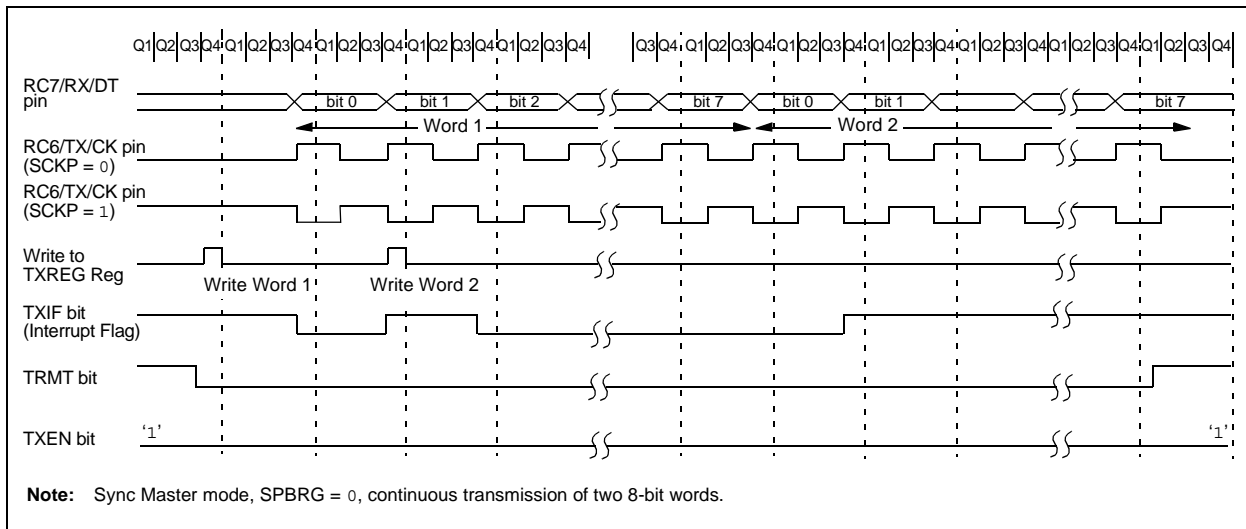 Q1 Q2 Q3 Q4 Q1 Q2 Q3 Q4 Q1 Q2 Q3 Q4 Q1 Q2 Q3 Q4 Q1 Q2 Q3 Q4 Q3 Q4 Q1 Q2 Q3 Q4 Q1 Q2 Q3 Q4 Q1 Q2 Q3 Q4 Q1 Q2 Q3 Q4 Q1 Q2 Q3 Q4 Q1 Q2 Q3 Q4
RC7/RX/DT
pin
bit 0 bit 1 bit 2 bit 7 bit 0 bit 1 bit 7
Word 1 Word 2
RC6/TX/CK pin
(SCKP = 0)
RC6/TX/CK pin
(SCKP = 1)
Write to
TXREG Reg
Write Word 1 Write Word 2
TXIF bit
(Interrupt Flag)
TRMT bit
TXEN bit
‘1’ ‘1’
Note: Sync Master mode, SPBRG = 0, continuous transmission of two 8-bit words.